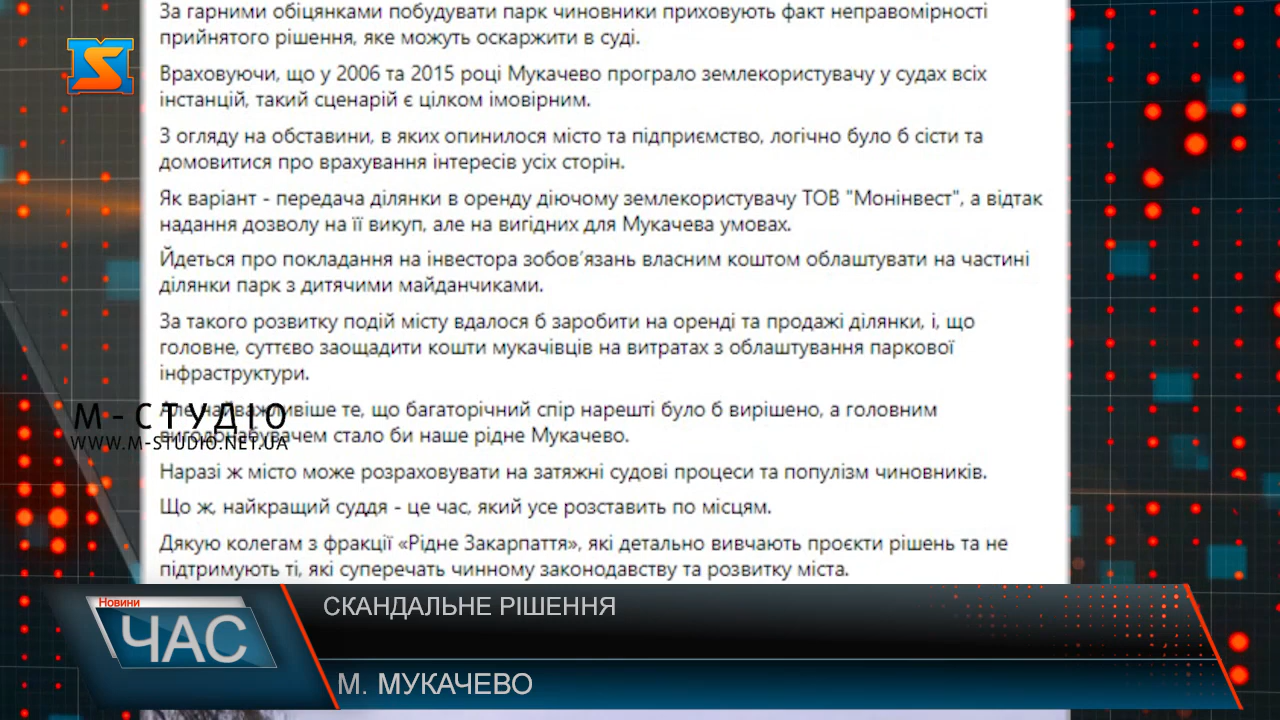 За гарними обіцянками побудувати парк чиновники приховують факт неправомірності
прийнятого рішення, яке можуть оскаржити в суді.
Враховуючи, що у 2006 та 2015 році Мукачево програло землекористувачу у судах всіх
інстанцій, такий сценарій є цілком імовірним.
З огляду на обставини, в яких опинилося місто та підприємство, логічно було б сісти та
домовитися про врахування інтересів усіх сторін.
Як варіант - передача ділянки в оренду діючому землекористувачу ТОВ "Монінвест", а відтак
надання дозволу на її викуп, але на вигідних для Мукачева умовах.
Йдеться про покладання на інвестора зобов’язань власним коштом облаштувати на частині
ділянки парк з дитячими майданчиками.
За такого розвитку подій місту вдалося б заробити на оренді та продажі ділянки, і, що
головне, суттєво заощадити кошти мукачівців на витратах з облаштування паркової
інфраструктури.
Але найважливіше те, що багаторічний спір нарешті було б вирішено, а головним
вигодонабувачем стало би наше рідне Мукачево.
М-СТУДІО
WWW.M-STUDIO.NET.UA
Наразі ж місто може розраховувати на затяжні судові процеси та популізм чиновників.
Що ж, найкращий суддя - це час, який усе розставить по місцям.
Дякую колегам з фракції «Рідне Закарпаття», які детально вивчають проєкти рішень та не
підтримують ті, які суперечать чинному законодавству та розвитку міста.
Новини
ЧАС
СКАНДАЛЬНЕ РІШЕННЯ
М. МУКАЧЕВО